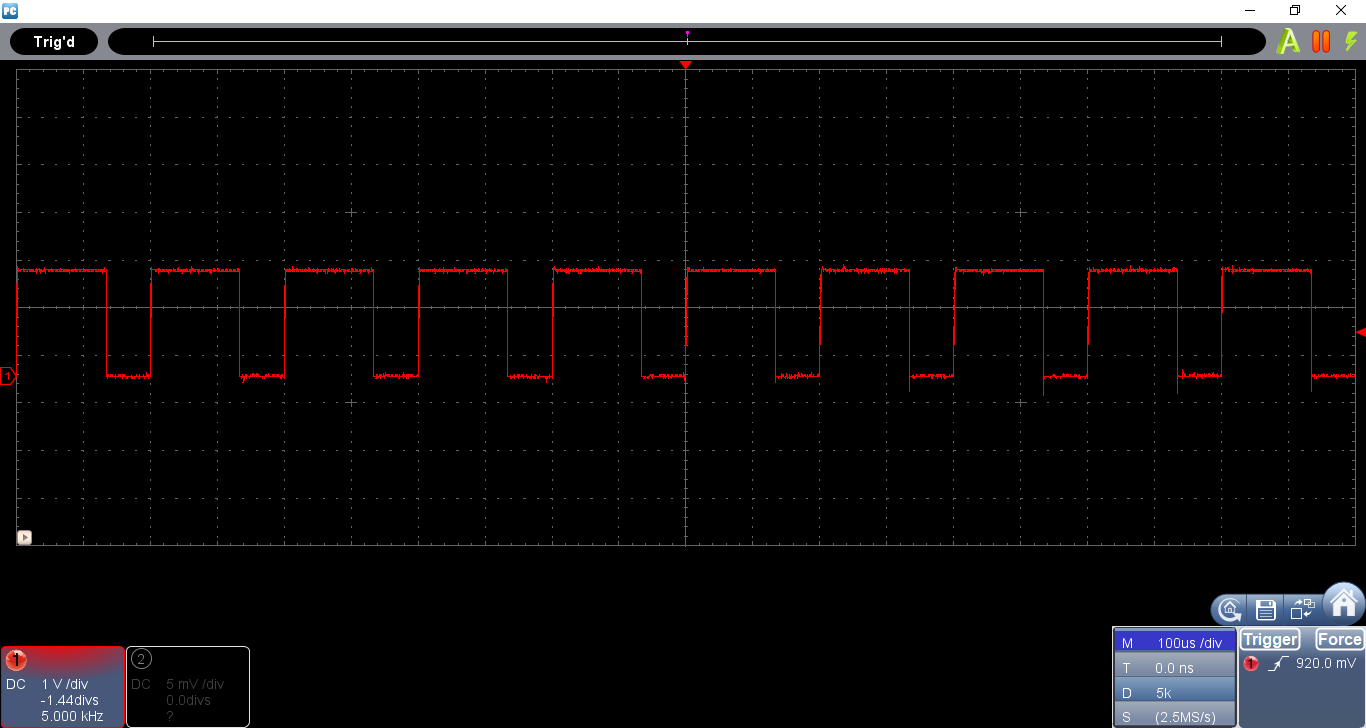 PC
Trig'd
A
1
1
DC 1 V /div
-1.44divs
5.000 kHz
2
DC 5 mV /div
0.0divs
?
M 100us /div
T 0.0 ns
D 5k
S (2.5MS/s)
Trigger Force
1 920.0 mV